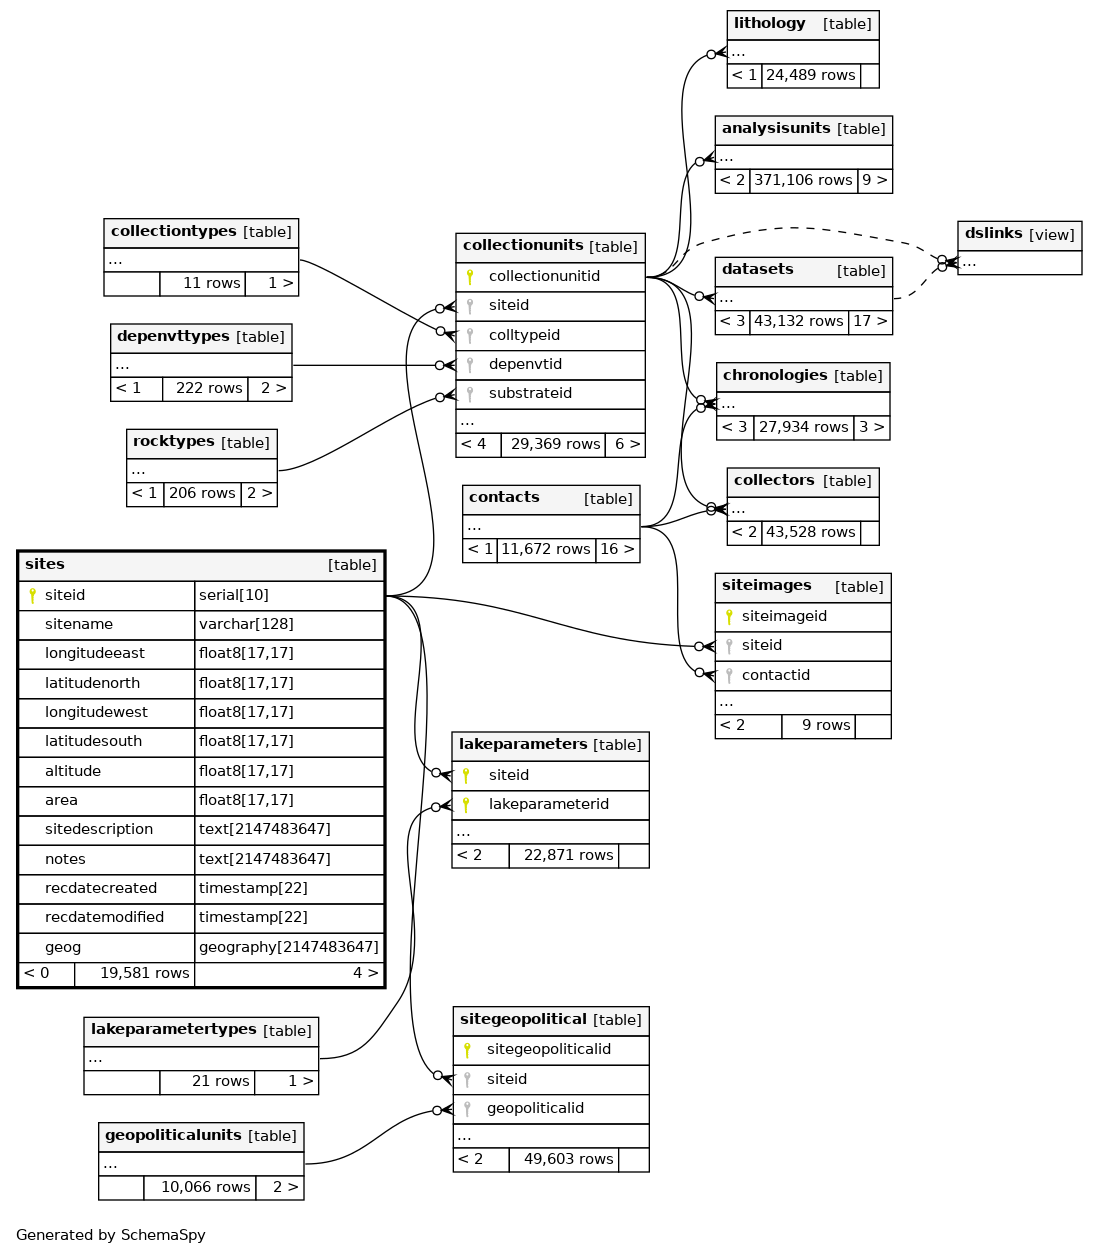 lithology [table]
...
< 1 24,489 rows
analysisunits [table]
...
< 2 371,106 rows 9 >
collectiontypes [table]
...
11 rows 1 >
depenvttypes [table]
...
< 1 222 rows 2 >
rocktypes [table]
...
< 1 206 rows 2 >
collectionunits [table]
collectionunitid
siteid
colltypeid
depenvtid
substrateid
...
< 4 29,369 rows 6 >
dslinks [view]
...
datasets [table]
...
< 3 43,132 rows 17 >
chronologies [table]
...
< 3 27,934 rows 3 >
contacts [table]
...
< 1 11,672 rows 16 >
collectors [table]
...
< 2 43,528 rows
sites [table]
siteid serial[10]
sitename varchar[128]
longitudeeast float8[17,17]
latitudenorth float8[17,17]
longitudewest float8[17,17]
latitudesouth float8[17,17]
altitude float8[17,17]
area float8[17,17]
sitedescription text[2147483647]
notes text[2147483647]
recdatecreated timestamp[22]
recdatemodified timestamp[22]
geog geography[2147483647]
< 0 19,581 rows 4 >
siteimages [table]
siteimageid
siteid
contactid
...
< 2 9 rows
lakeparameters [table]
siteid
lakeparameterid
...
< 2 22,871 rows
lakeparametertypes [table]
...
21 rows 1 >
sitegeopolitical [table]
sitegeopoliticalid
siteid
geopoliticalid
...
< 2 49,603 rows
geopoliticalunits [table]
...
10,066 rows 2 >
Generated by SchemaSpy